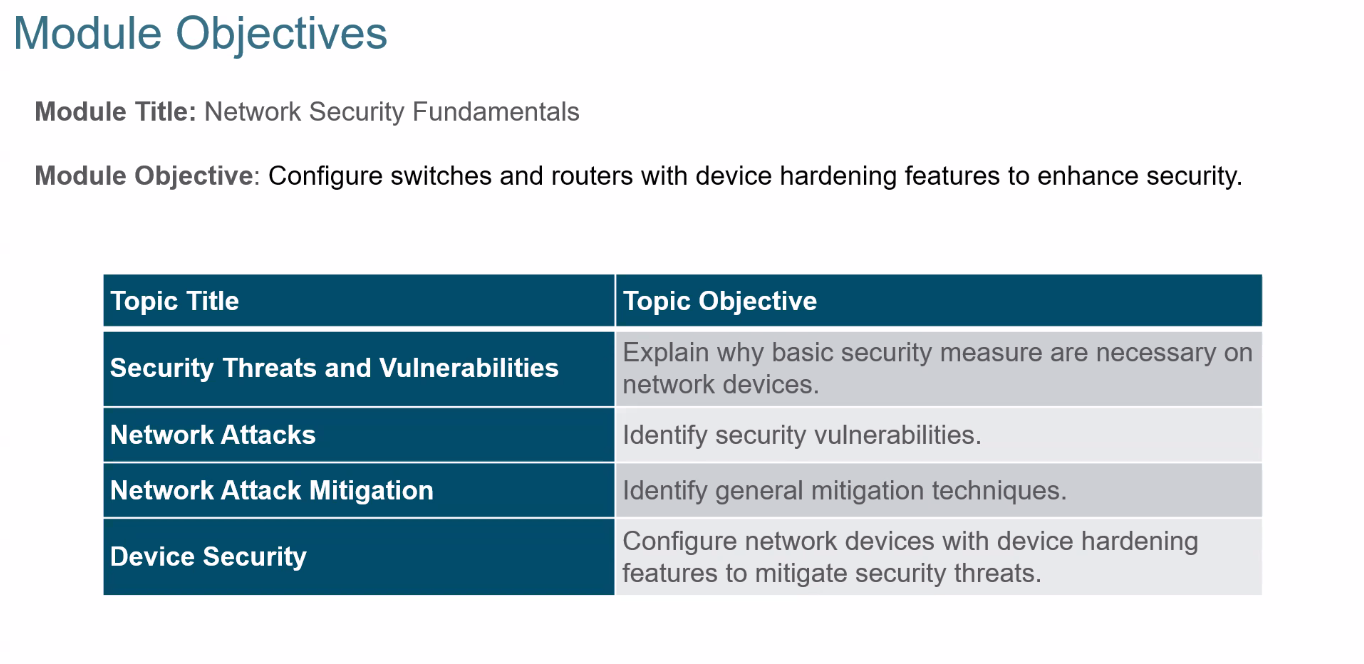 Module Objectives
Module Title: Network Security Fundamentals
Module Objective: Configure switches and routers with device hardening features to enhance security.
Topic Title
Topic Objective
Security Threats and Vulnerabilities
Explain why basic security measure are necessary on
network devices.
Network Attacks
Identify security vulnerabilities.
Network Attack Mitigation
Identify general mitigation techniques.
Device Security
Configure network devices with device hardening
features to mitigate security threats.